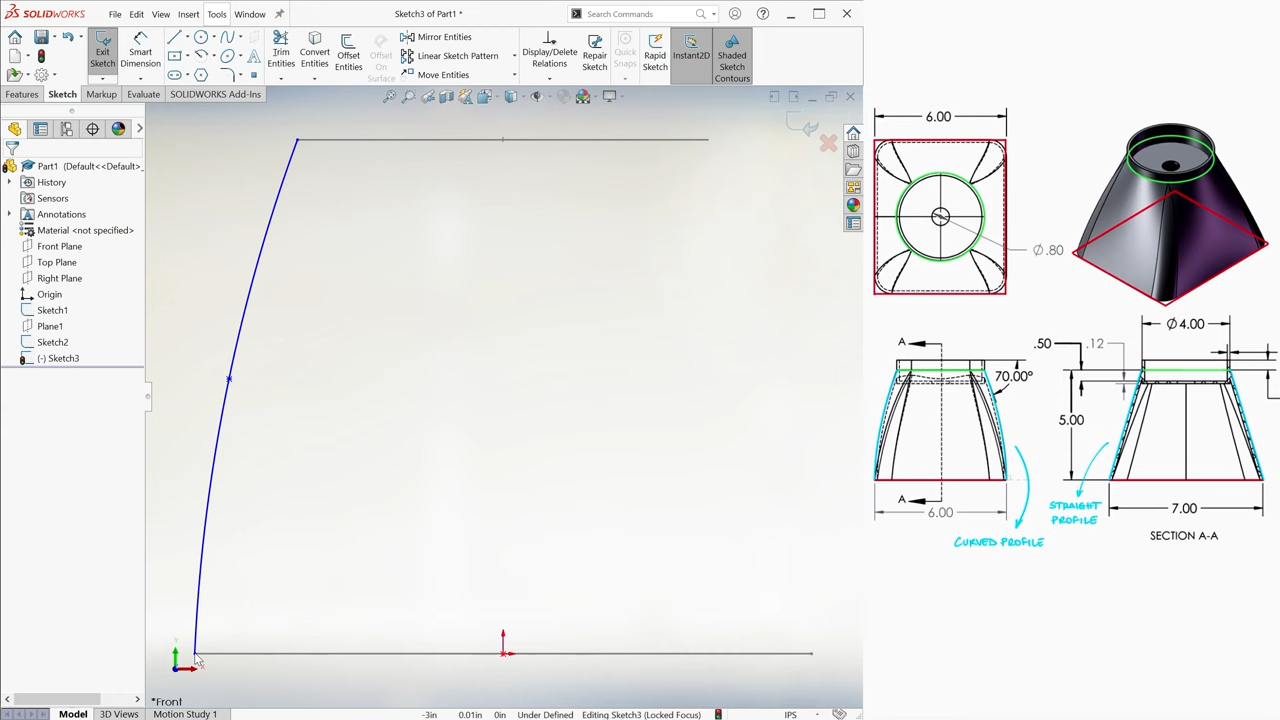 SOLIDWORKS
File
Edit
View
Insert
Tools
Window
Sketch3 of Part1 *
Search Commands
Exit
Sketch
Smart
Dimension
Trim
Entities
Convert
Entities
Offset
Entities
Offset
On
Surface
Mirror Entities
Linear Sketch Pattern
Move Entities
Display/Delete
Relations
Repair
Sketch
Quick
Snaps
Rapid
Sketch
Instant2D
Shaded
Sketch
Contours
Features
Sketch
Markup
Evaluate
SOLIDWORKS Add-Ins
Part1 (Default<<Default>
History
Sensors
Annotations
Material <not specified>
Front Plane
Top Plane
Right Plane
Origin
Sketch1
Plane1
Sketch2
(-) Sketch3
*Front
Model
3D Views
Motion Study 1
-3in
0.01in
0in
Under Defined
Editing Sketch3 (Locked Focus)
IPS
6.00
∅.80
A
70.00°
A
6.00
CURVED PROFILE
∅4.00
.50
.12
5.00
STRAIGHT
PROFILE
7.00
SECTION A-A